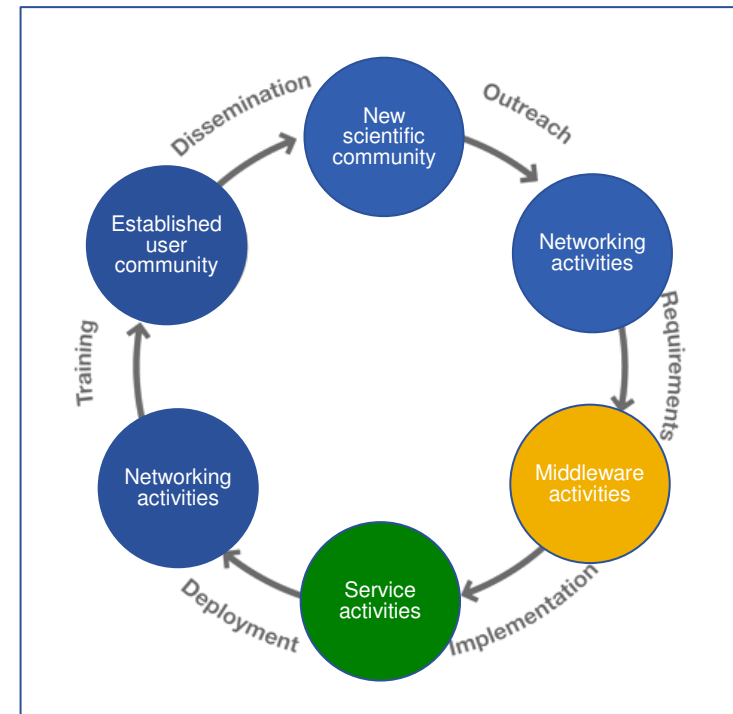 New
scientific
community
Outreach
Networking
activities
Requirements
Middleware
activities
Implementation
Service
activities
Deployment
Networking
activities
Training
Established
user
community
Dissemination